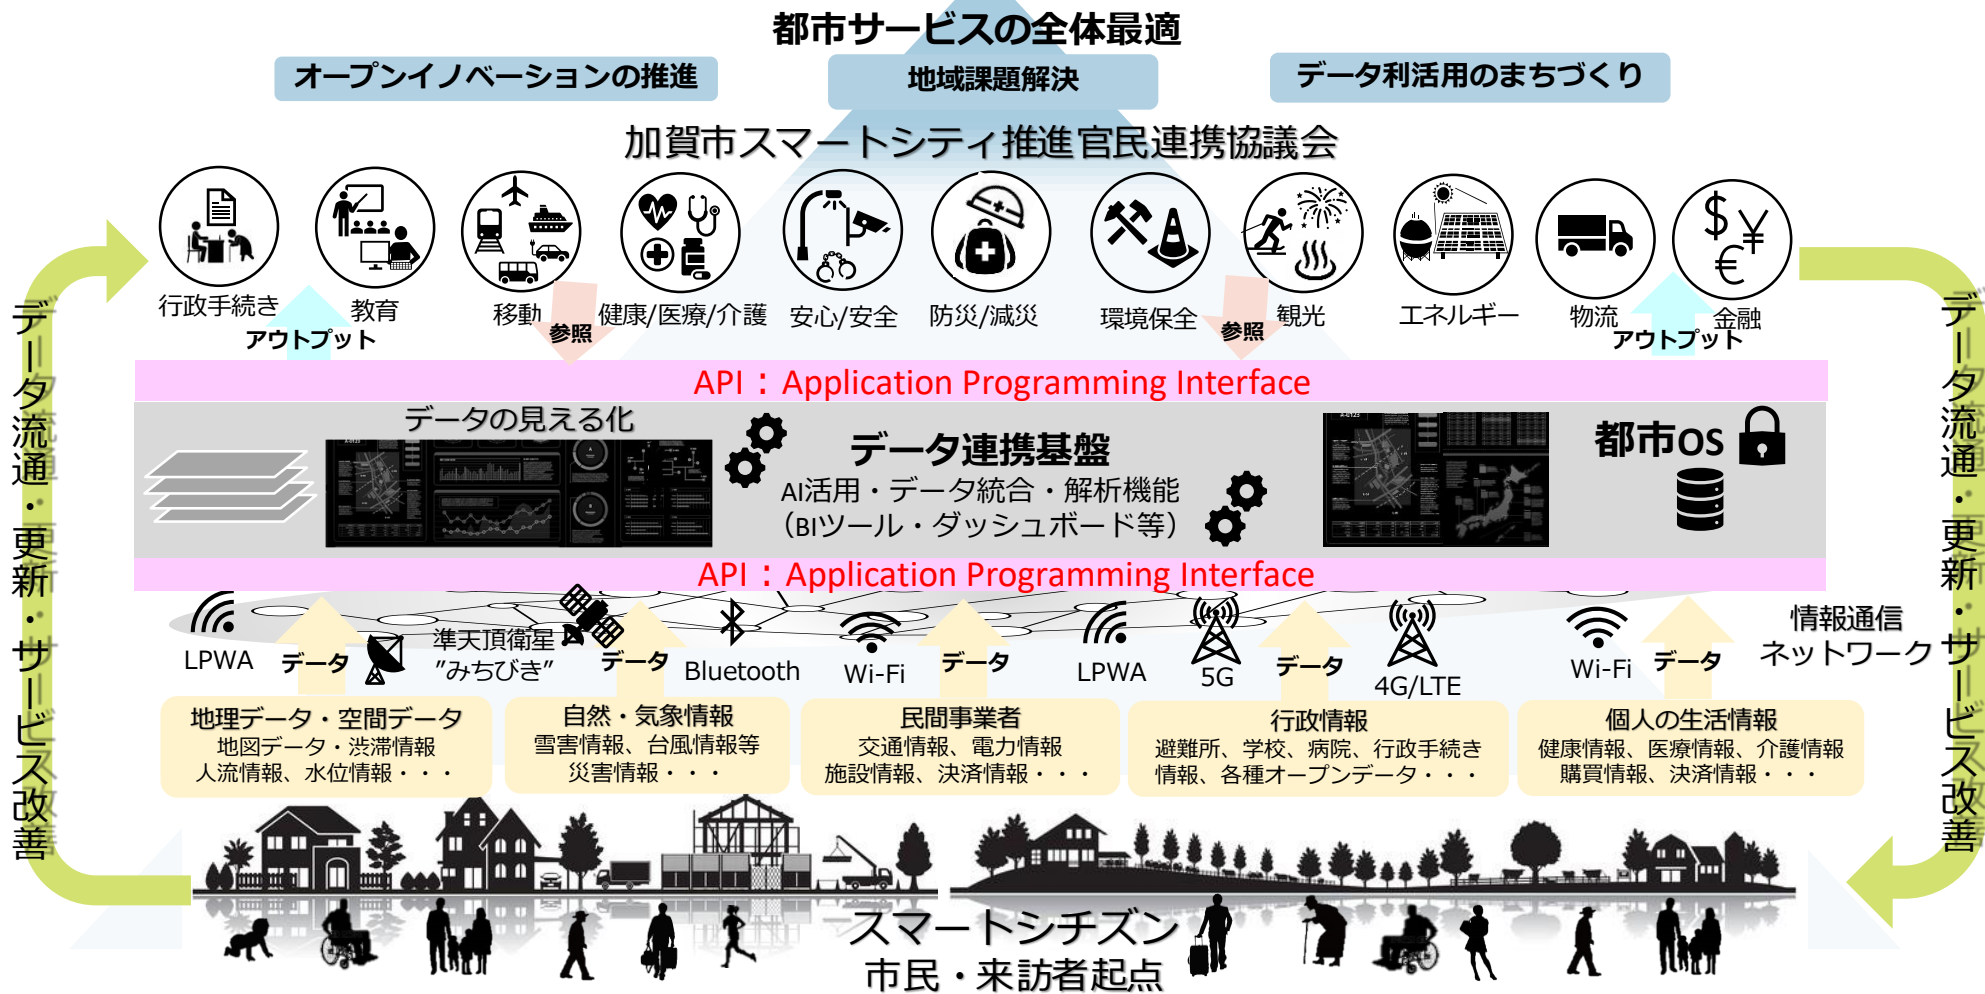 都市サービスの全体最適
オープンイノベーションの推進
地域課題解決
データ利活用のまちづくり
加賀市スマートシティ推進官民連携協議会
行政手続き
教育
移動
健康/医療/介護
安心/安全
防災/減災
環境保全
観光
エネルギー
物流
金融
アウトプット
参照
参照
アウトプット
API：Application Programming Interface
データの見える化
データ連携基盤
AI活用・データ統合・解析機能
（BIツール・ダッシュボード等）
都市OS
API：Application Programming Interface
LPWA
データ
準天頂衛星
”みちびき”
データ
Bluetooth
Wi-Fi
データ
LPWA
5G
データ
4G/LTE
Wi-Fi
データ
情報通信
ネットワーク
地理データ・空間データ
地図データ・渋滞情報
人流情報、水位情報・・・
自然・気象情報
雪害情報、台風情報等
災害情報・・・
民間事業者
交通情報、電力情報
施設情報、決済情報・・・
行政情報
避難所、学校、病院、行政手続き
情報、各種オープンデータ・・・
個人の生活情報
健康情報、医療情報、介護情報
購買情報、決済情報・・・
データ流通・更新・サービス改善
データ流通・更新・サービス改善
スマートシチズン
市民・来訪者起点